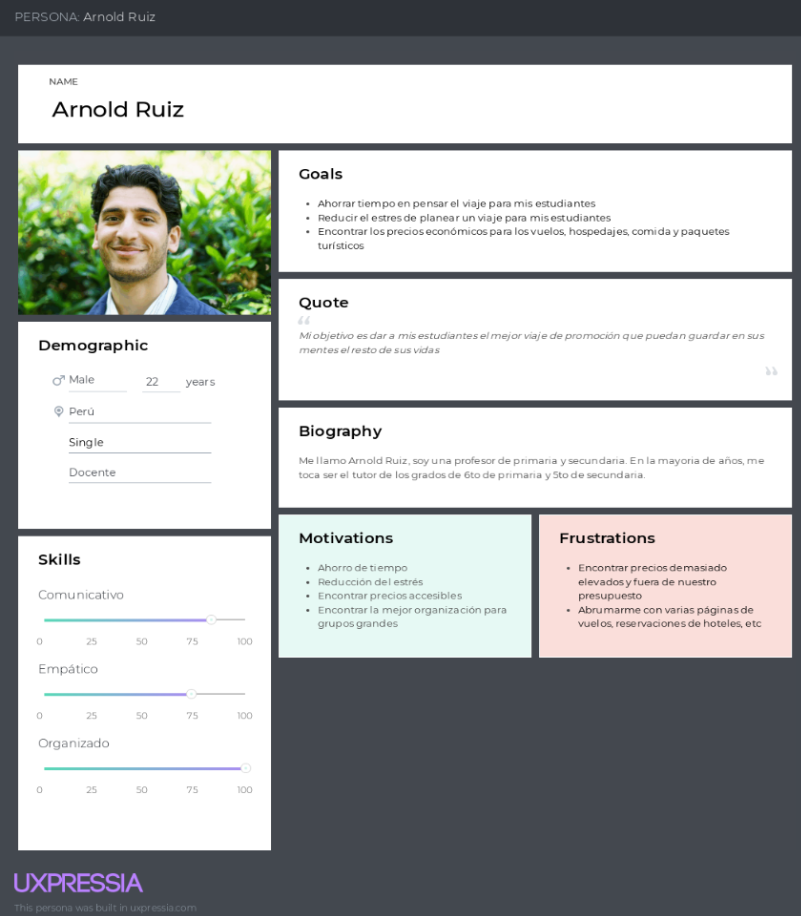 PERSONA: Arnold Ruiz
NAME
Arnold Ruiz
Goals
• Ahorrar tiempo en pensar el viaje para mis estudiantes
• Reducir el estres de planear un viaje para mis estudiantes
• Encontrar los precios económicos para los vuelos, hospedajes, comida y paquetes
turísticos
Demographic
Male 22 years
Perú
Single
Docente
Quote
“
Mi objetivo es dar a mis estudiantes el mejor viaje de promoción que puedan guardar en sus
mentes el resto de sus vidas
”
Biography
Me llamo Arnold Ruiz, soy una profesor de primaria y secundaria. En la mayoria de años, me
toca ser el tutor de los grados de 6to de primaria y 5to de secundaria.
Skills
Comunicativo
0 25 50 75 100
Empático
0 25 50 75 100
Organizado
0 25 50 75 100
Motivations
• Ahorro de tiempo
• Reducción del estrés
• Encontrar precios accesibles
• Encontrar la mejor organización para
grupos grandes
Frustrations
• Encontrar precios demasiado
elevados y fuera de nuestro
presupuesto
• Abrumarme con varias páginas de
vuelos, reservaciones de hoteles, etc
UXPRESSIA
This persona was built in uxpressia.com